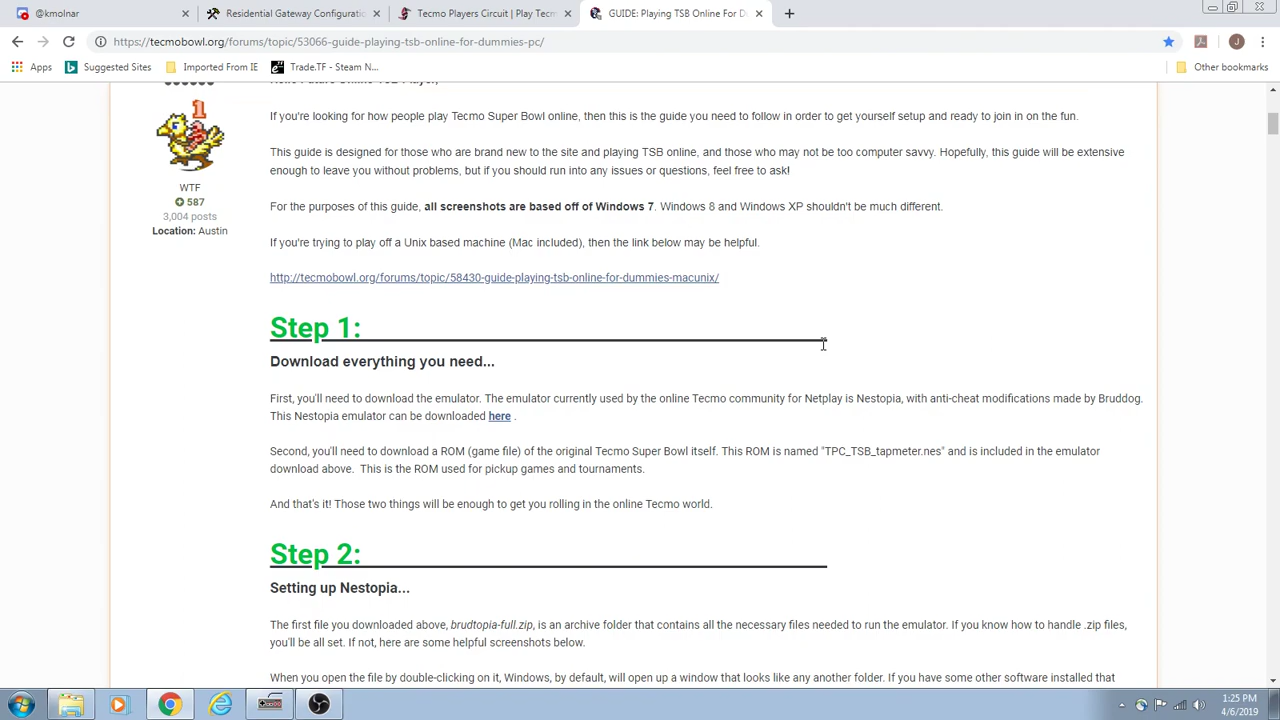 @kmolnar
Residential Gateway Configuratio
Tecmo Players Circuit | Play Tecm
GUIDE: Playing TSB Online For Du
https://tecmobowl.org/forums/topic/53066-guide-playing-tsb-online-for-dummies-pc/
Apps
Suggested Sites
Imported From IE
Trade.TF - Steam N...
Other bookmarks
If you're looking for how people play Tecmo Super Bowl online, then this is the guide you need to follow in order to get yourself setup and ready to join in on the fun.
This guide is designed for those who are brand new to the site and playing TSB online, and those who may not be too computer savvy. Hopefully, this guide will be extensive
enough to leave you without problems, but if you should run into any issues or questions, feel free to ask!
WTF
587
3,004 posts
Location: Austin
For the purposes of this guide, all screenshots are based off of Windows 7. Windows 8 and Windows XP shouldn't be much different.
If you're trying to play off a Unix based machine (Mac included), then the link below may be helpful.
http://tecmobowl.org/forums/topic/58430-guide-playing-tsb-online-for-dummies-macunix/
Step 1:
Download everything you need...
First, you'll need to download the emulator. The emulator currently used by the online Tecmo community for Netplay is Nestopia, with anti-cheat modifications made by Bruddog.
This Nestopia emulator can be downloaded here .
Second, you'll need to download a ROM (game file) of the original Tecmo Super Bowl itself. This ROM is named "TPC_TSB_tapmeter.nes" and is included in the emulator
download above. This is the ROM used for pickup games and tournaments.
And that's it! Those two things will be enough to get you rolling in the online Tecmo world.
Step 2:
Setting up Nestopia...
The first file you downloaded above, brudtopia-full.zip, is an archive folder that contains all the necessary files needed to run the emulator. If you know how to handle .zip files,
you'll be all set. If not, here are some helpful screenshots below.
When you open the file by double-clicking on it, Windows, by default, will open up a window that looks like any another folder. If you have some other software installed that
1:25 PM
4/6/2019